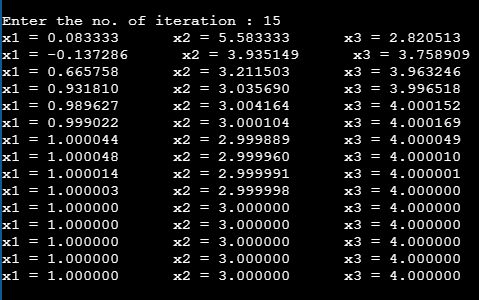 Enter the no. of iteration : 15
x1 = 0.083333 x2 = 5.583333 x3 = 2.820513
x1 = -0.137286 x2 = 3.935149 x3 = 3.758909
x1 = 0.665758 x2 = 3.211503 x3 = 3.963246
x1 = 0.931810 x2 = 3.035690 x3 = 3.996518
x1 = 0.989627 x2 = 3.004164 x3 = 4.000152
x1 = 0.999022 x2 = 3.000104 x3 = 4.000169
x1 = 1.000044 x2 = 2.999889 x3 = 4.000049
x1 = 1.000048 x2 = 2.999960 x3 = 4.000010
x1 = 1.000014 x2 = 2.999991 x3 = 4.000001
x1 = 1.000003 x2 = 2.999998 x3 = 4.000000
x1 = 1.000000 x2 = 3.000000 x3 = 4.000000
x1 = 1.000000 x2 = 3.000000 x3 = 4.000000
x1 = 1.000000 x2 = 3.000000 x3 = 4.000000
x1 = 1.000000 x2 = 3.000000 x3 = 4.000000
x1 = 1.000000 x2 = 3.000000 x3 = 4.000000